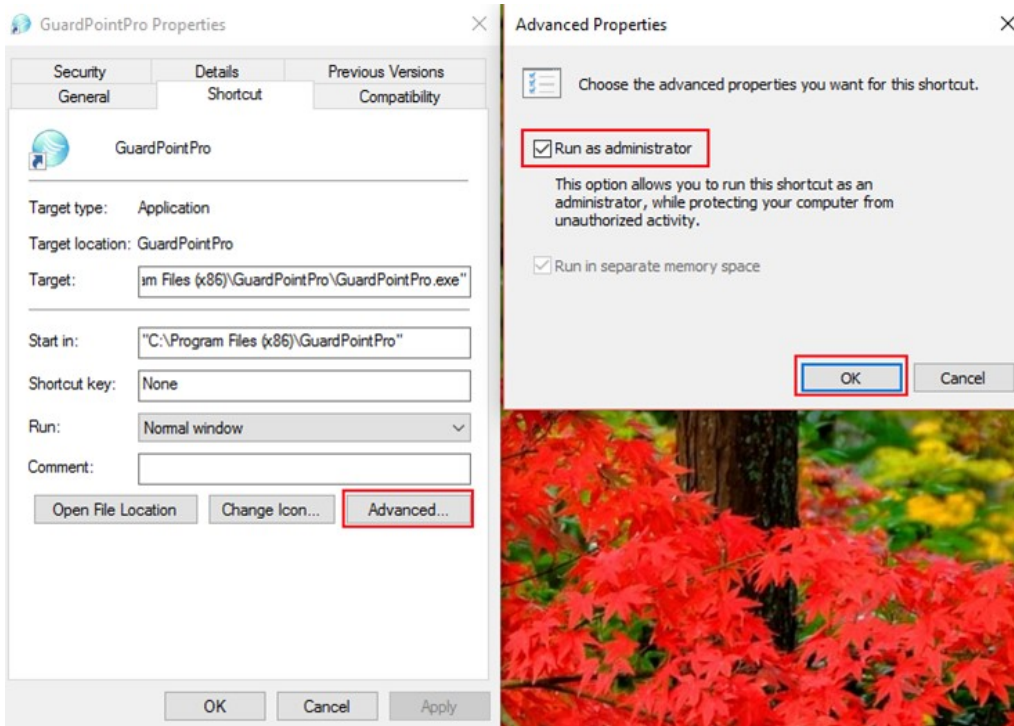 GuardPointPro Properties
Security Details Previous Versions
General Shortcut Compatibility
GuardPointPro
Target type: Application
Target location: GuardPointPro
Target: am Files (x86)\GuardPointPro\GuardPointPro.exe"
Start in: "C:\Program Files (x86)\GuardPointPro"
Shortcut key: None
Run: Normal window
Comment:
Open File Location Change Icon... Advanced...
OK Cancel Apply
Advanced Properties
Choose the advanced properties you want for this shortcut.
Run as administrator
This option allows you to run this shortcut as an
administrator, while protecting your computer from
unauthorized activity.
Run in separate memory space
OK Cancel